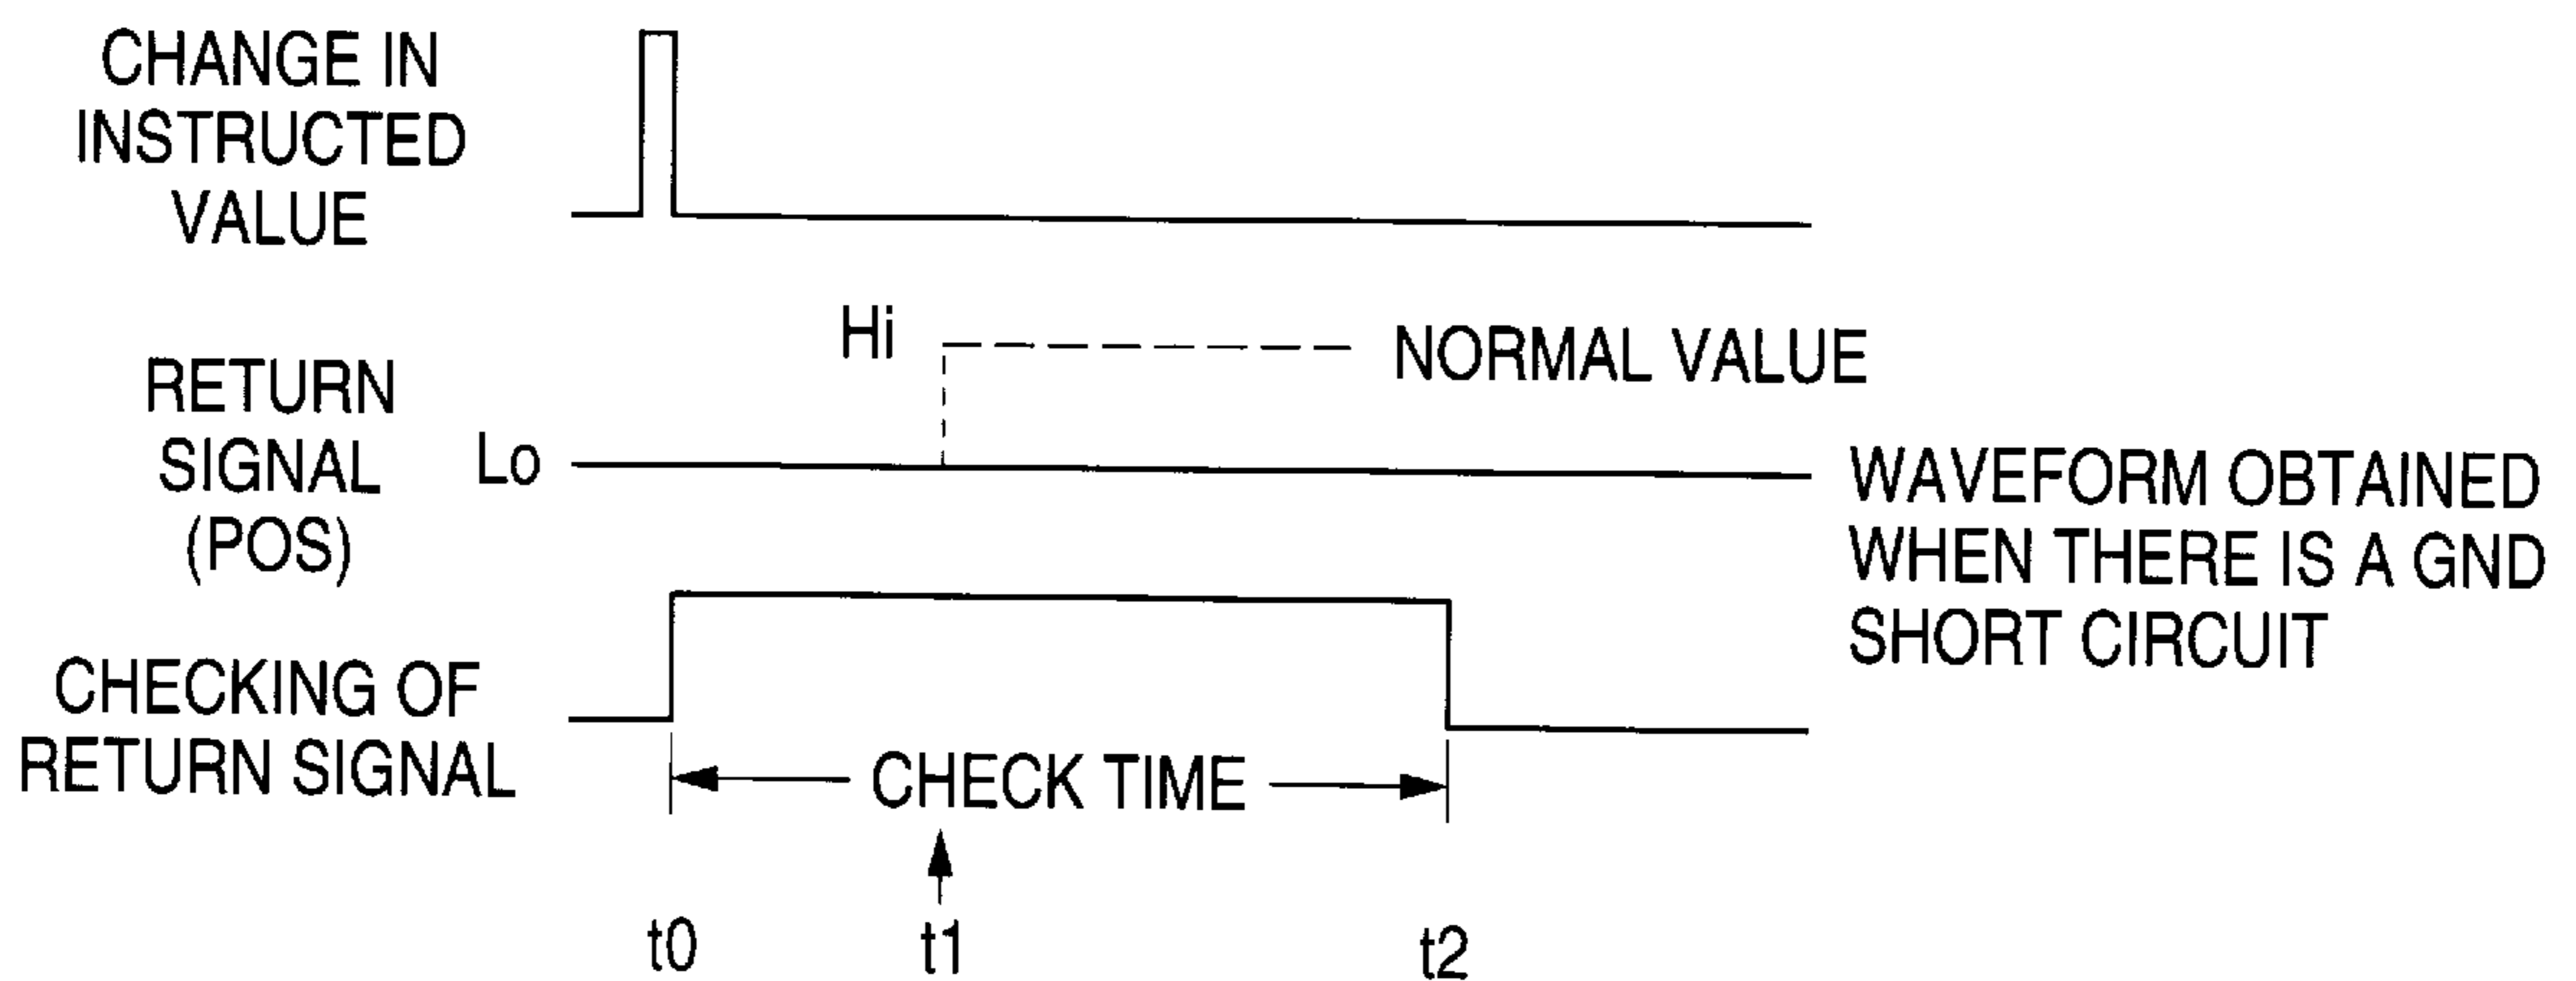 CHANGE IN
INSTRUCTED
VALUE
Hi
NORMAL VALUE
RETURN
SIGNAL
(POS)
Lo
WAVEFORM OBTAINED
WHEN THERE IS A GND
SHORT CIRCUIT
CHECKING OF
RETURN SIGNAL
CHECK TIME
t0
t1
t2